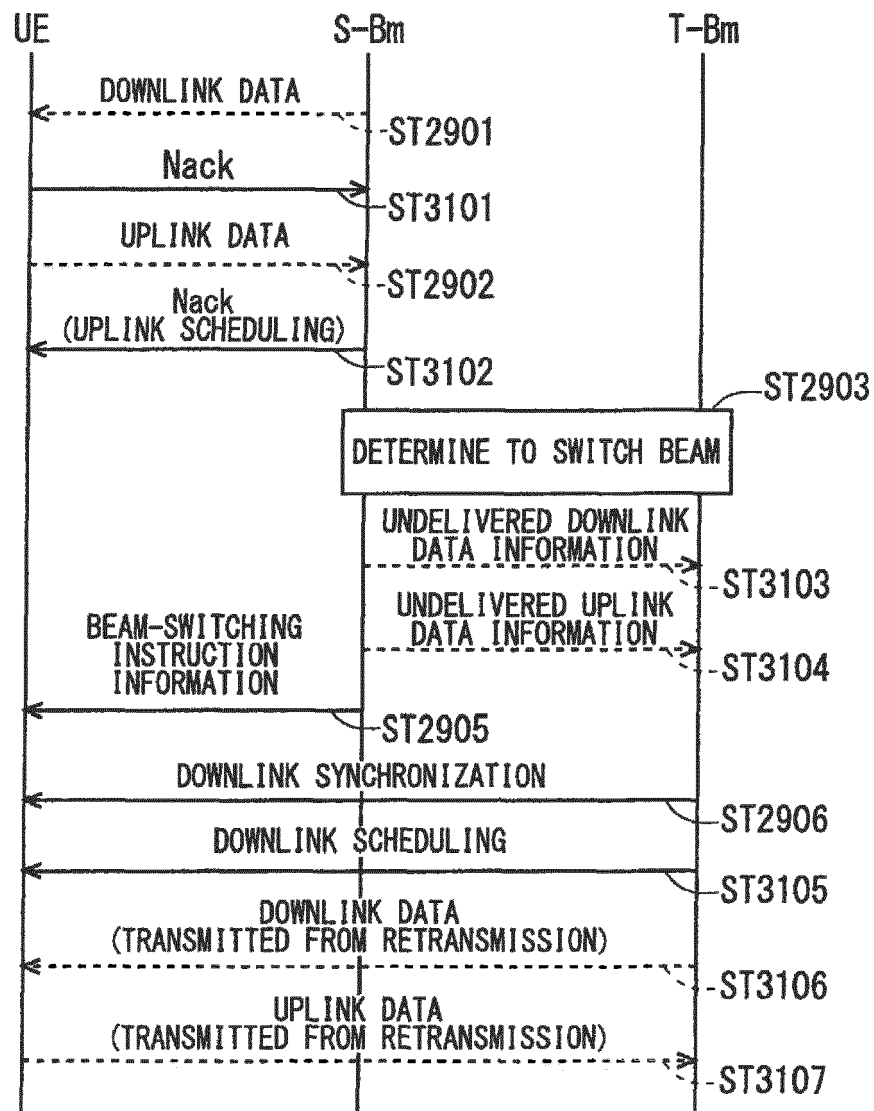 UE S-Bm T-Bm
DOWNLINK DATA
ST2901
Nack
ST3101
UPLINK DATA
ST2902
Nack
(UPLINK SCHEDULING)
ST3102
ST2903
DETERMINE TO SWITCH BEAM
UNDELIVERED DOWNLINK
DATA INFORMATION
ST3103
UNDELIVERED UPLINK
DATA INFORMATION
ST3104
BEAM-SWITCHING
INSTRUCTION
INFORMATION
ST2905
DOWNLINK SYNCHRONIZATION
ST2906
DOWNLINK SCHEDULING
ST3105
DOWNLINK DATA
(TRANSMITTED FROM RETRANSMISSION)
ST3106
UPLINK DATA
(TRANSMITTED FROM RETRANSMISSION)
ST3107